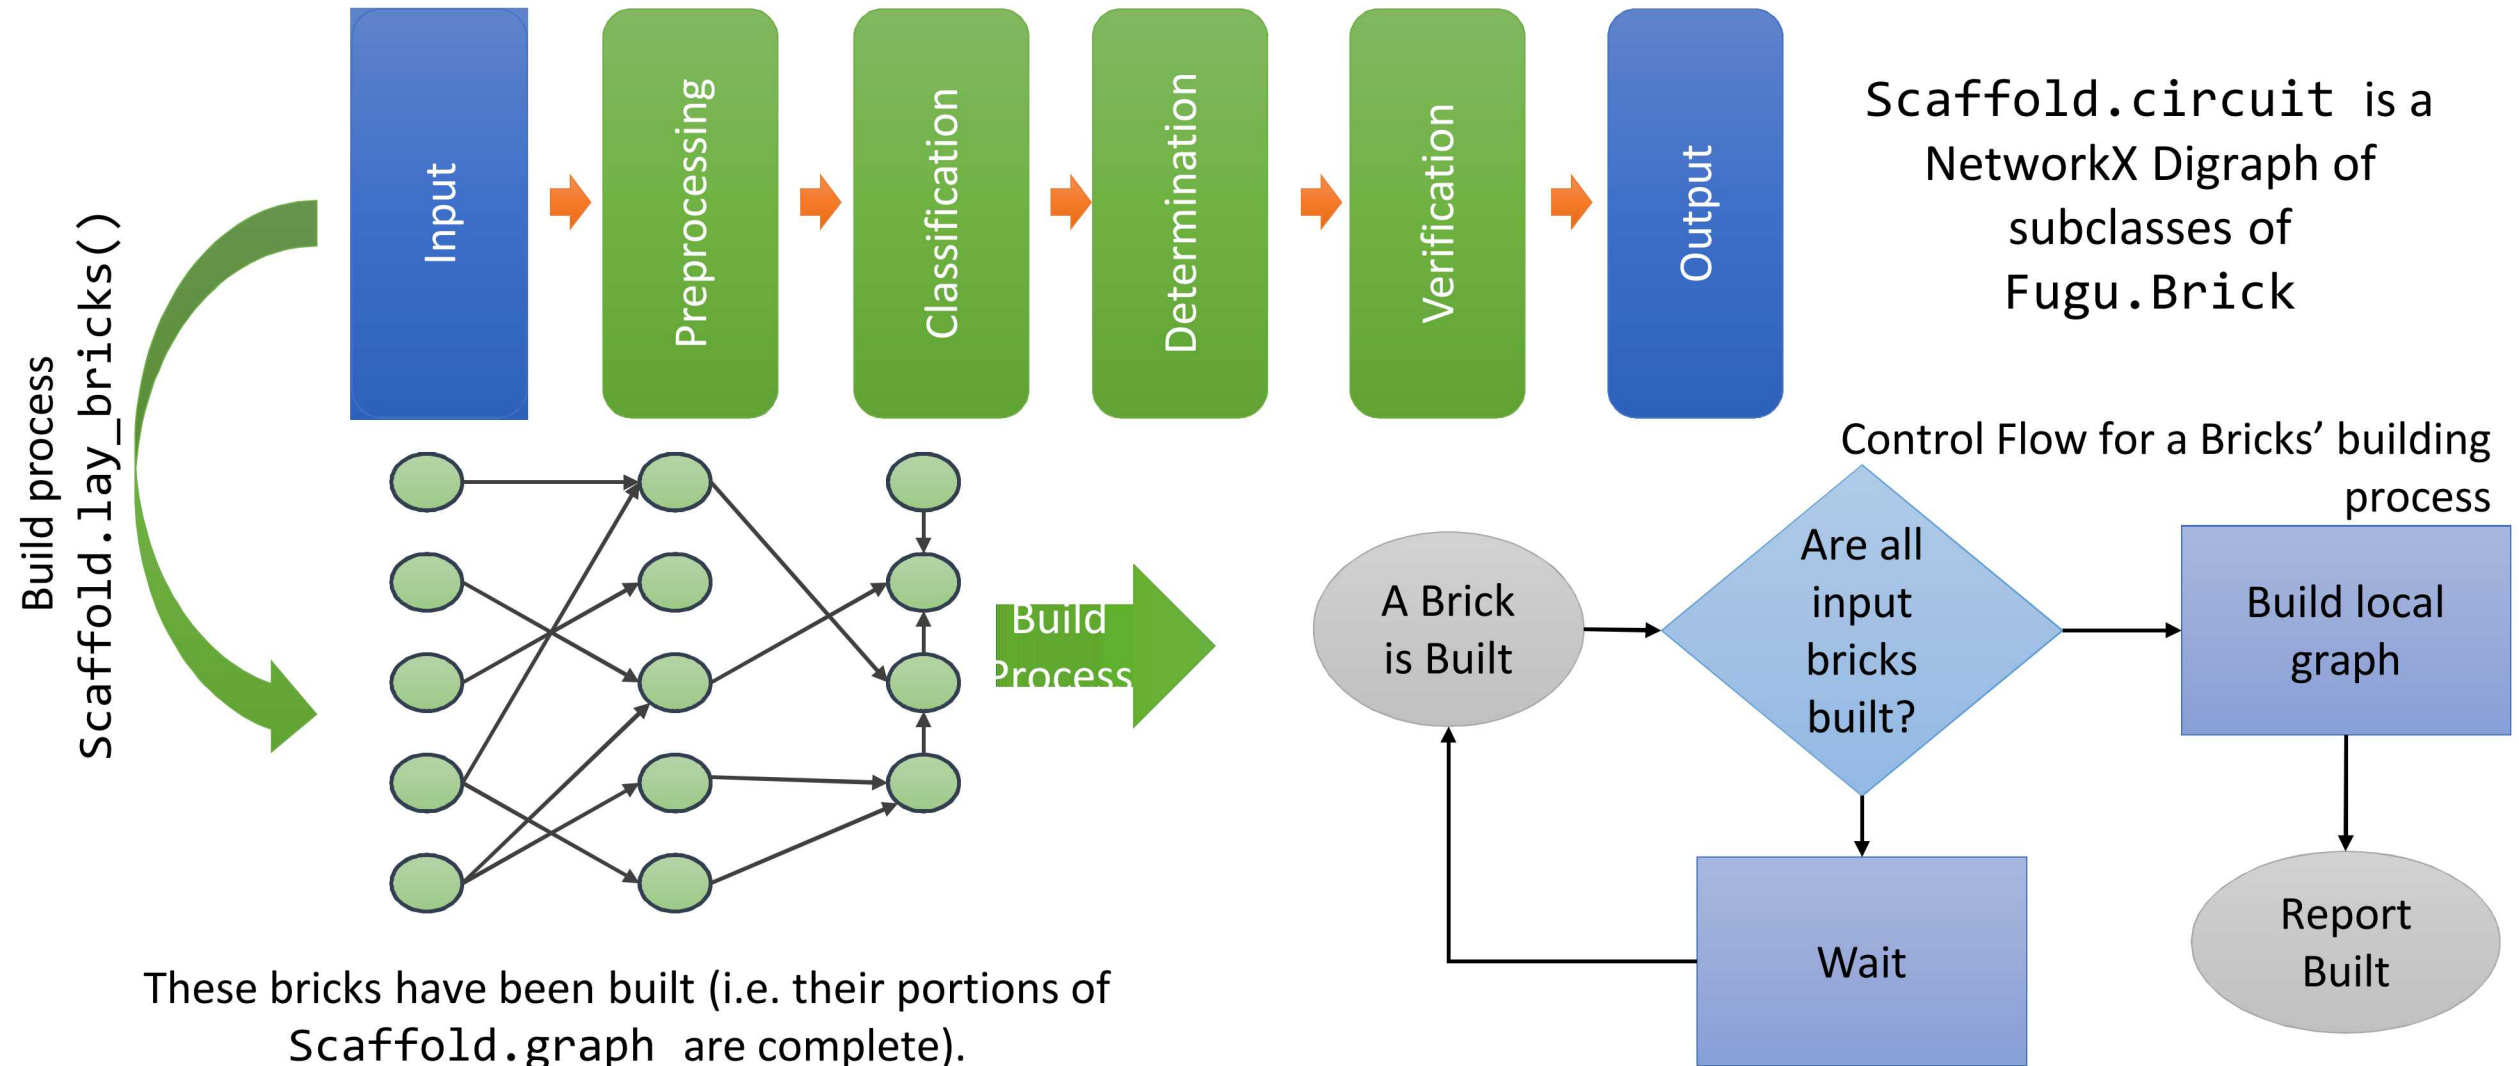 Input
Preprocessing
Classification
Determination
Verification
Output
Scaffold.circuit is a
NetworkX Digraph of
subclasses of
Fugu.Brick
Build process
Scaffold.lay_bricks()
Control Flow for a Bricks’ building
process
Build
Process
A Brick
is Built
Are all
input
bricks
built?
Build local
graph
Wait
Report
Built
These bricks have been built (i.e. their portions of
Scaffold.graph are complete).